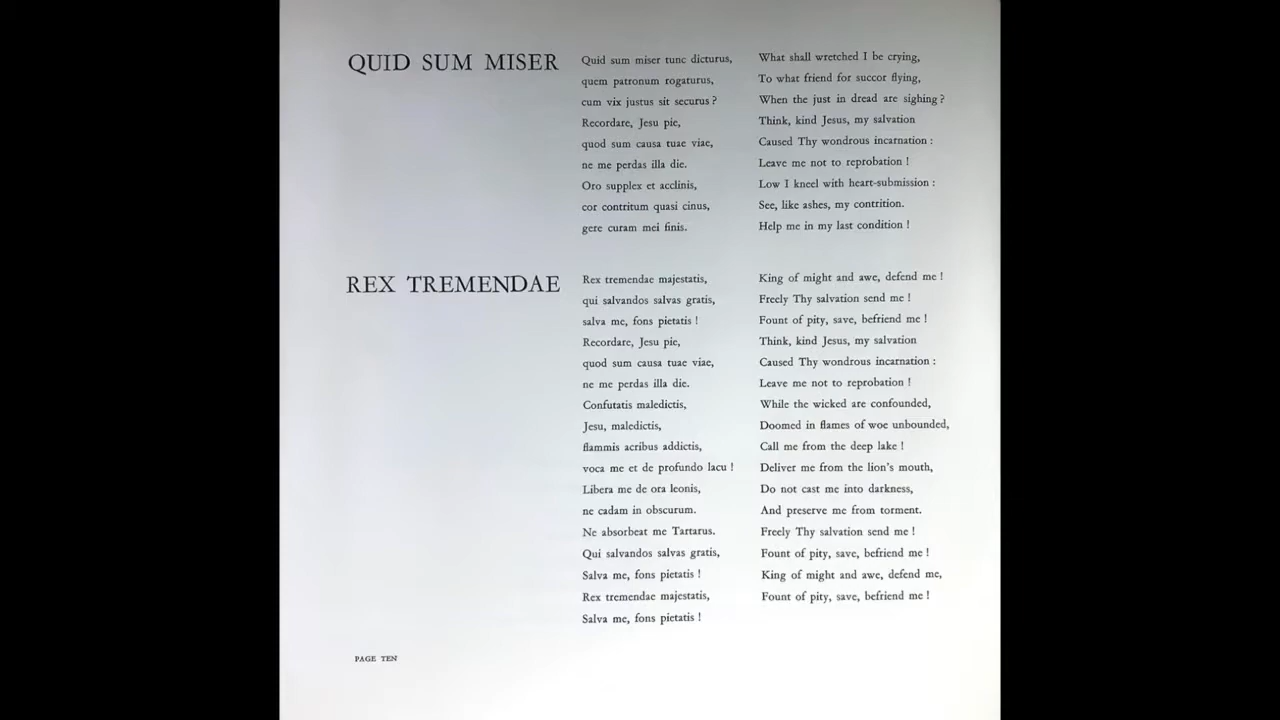 QUID SUM MISER
Quid sum miser tunc dicturus,
quem patronum rogaturus,
cum vix justus sit securus ?
Recordare, Jesu pie,
quod sum causa tuae viae,
ne me perdas illa die.
Oro supplex et acclinis,
cor contritum quasi cinus,
gere curam mei finis.
What shall wretched I be crying,
To what friend for succor flying,
When the just in dread are sighing ?
Think, kind Jesus, my salvation
Caused Thy wondrous incarnation :
Leave me not to reprobation !
Low I kneel with heart-submission :
See, like ashes, my contrition.
Help me in my last condition !
REX TREMENDAE
Rex tremendae majestatis,
qui salvandos salvas gratis,
salva me, fons pietatis !
Recordare, Jesu pie,
quod sum causa tuae viae,
ne me perdas illa die.
Confutatis maledictis,
Jesu, maledictis,
flammis acribus addictis,
voca me et de profundo lacu !
Libera me de ora leonis,
ne cadam in obscurum.
Ne absorbeat me Tartarus.
Qui salvandos salvas gratis,
Salva me, fons pietatis !
Rex tremendae majestatis,
Salva me, fons pietatis !
King of might and awe, defend me !
Freely Thy salvation send me !
Fount of pity, save, befriend me !
Think, kind Jesus, my salvation
Caused Thy wondrous incarnation :
Leave me not to reprobation !
While the wicked are confounded,
Doomed in flames of woe unbounded,
Call me from the deep lake !
Deliver me from the lion's mouth,
Do not cast me into darkness,
And preserve me from torment.
Freely Thy salvation send me !
Fount of pity, save, befriend me !
King of might and awe, defend me,
Fount of pity, save, befriend me !
PAGE TEN